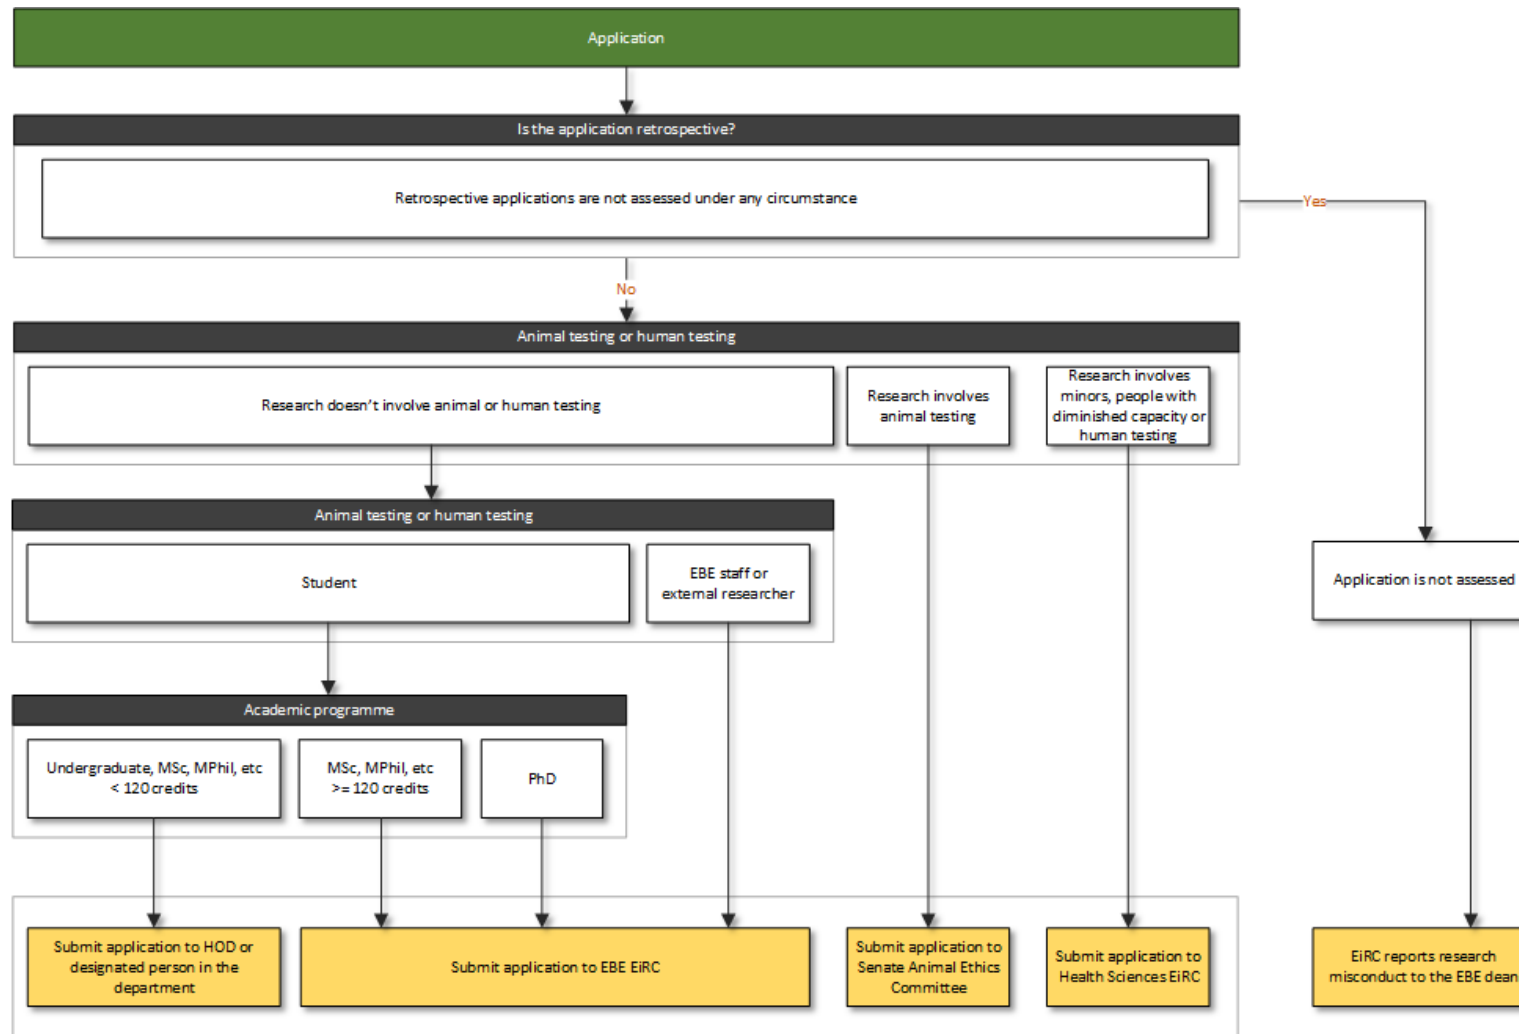 Application
Is the application retrospective?
Retrospective applications are not assessed under any circumstance
Yes
No
Animal testing or human testing
Research doesn't involve animal or human testing
Research involves
animal testing
Research involves
minors, people with
diminished capacity or
human testing
Animal testing or human testing
Student
EBE staff or
external researcher
Application is not assessed
Academic programme
Undergraduate, MSc, MPhil, etc
< 120 credits
MSc, MPhil, etc
>= 120 credits
PhD
Submit application to HOD or
designated person in the
department
Submit application to EBE EiRC
Submit application to
Senate Animal Ethics
Committee
Submit application to
Health Sciences EiRC
EiRC reports research
misconduct to the EBE dean